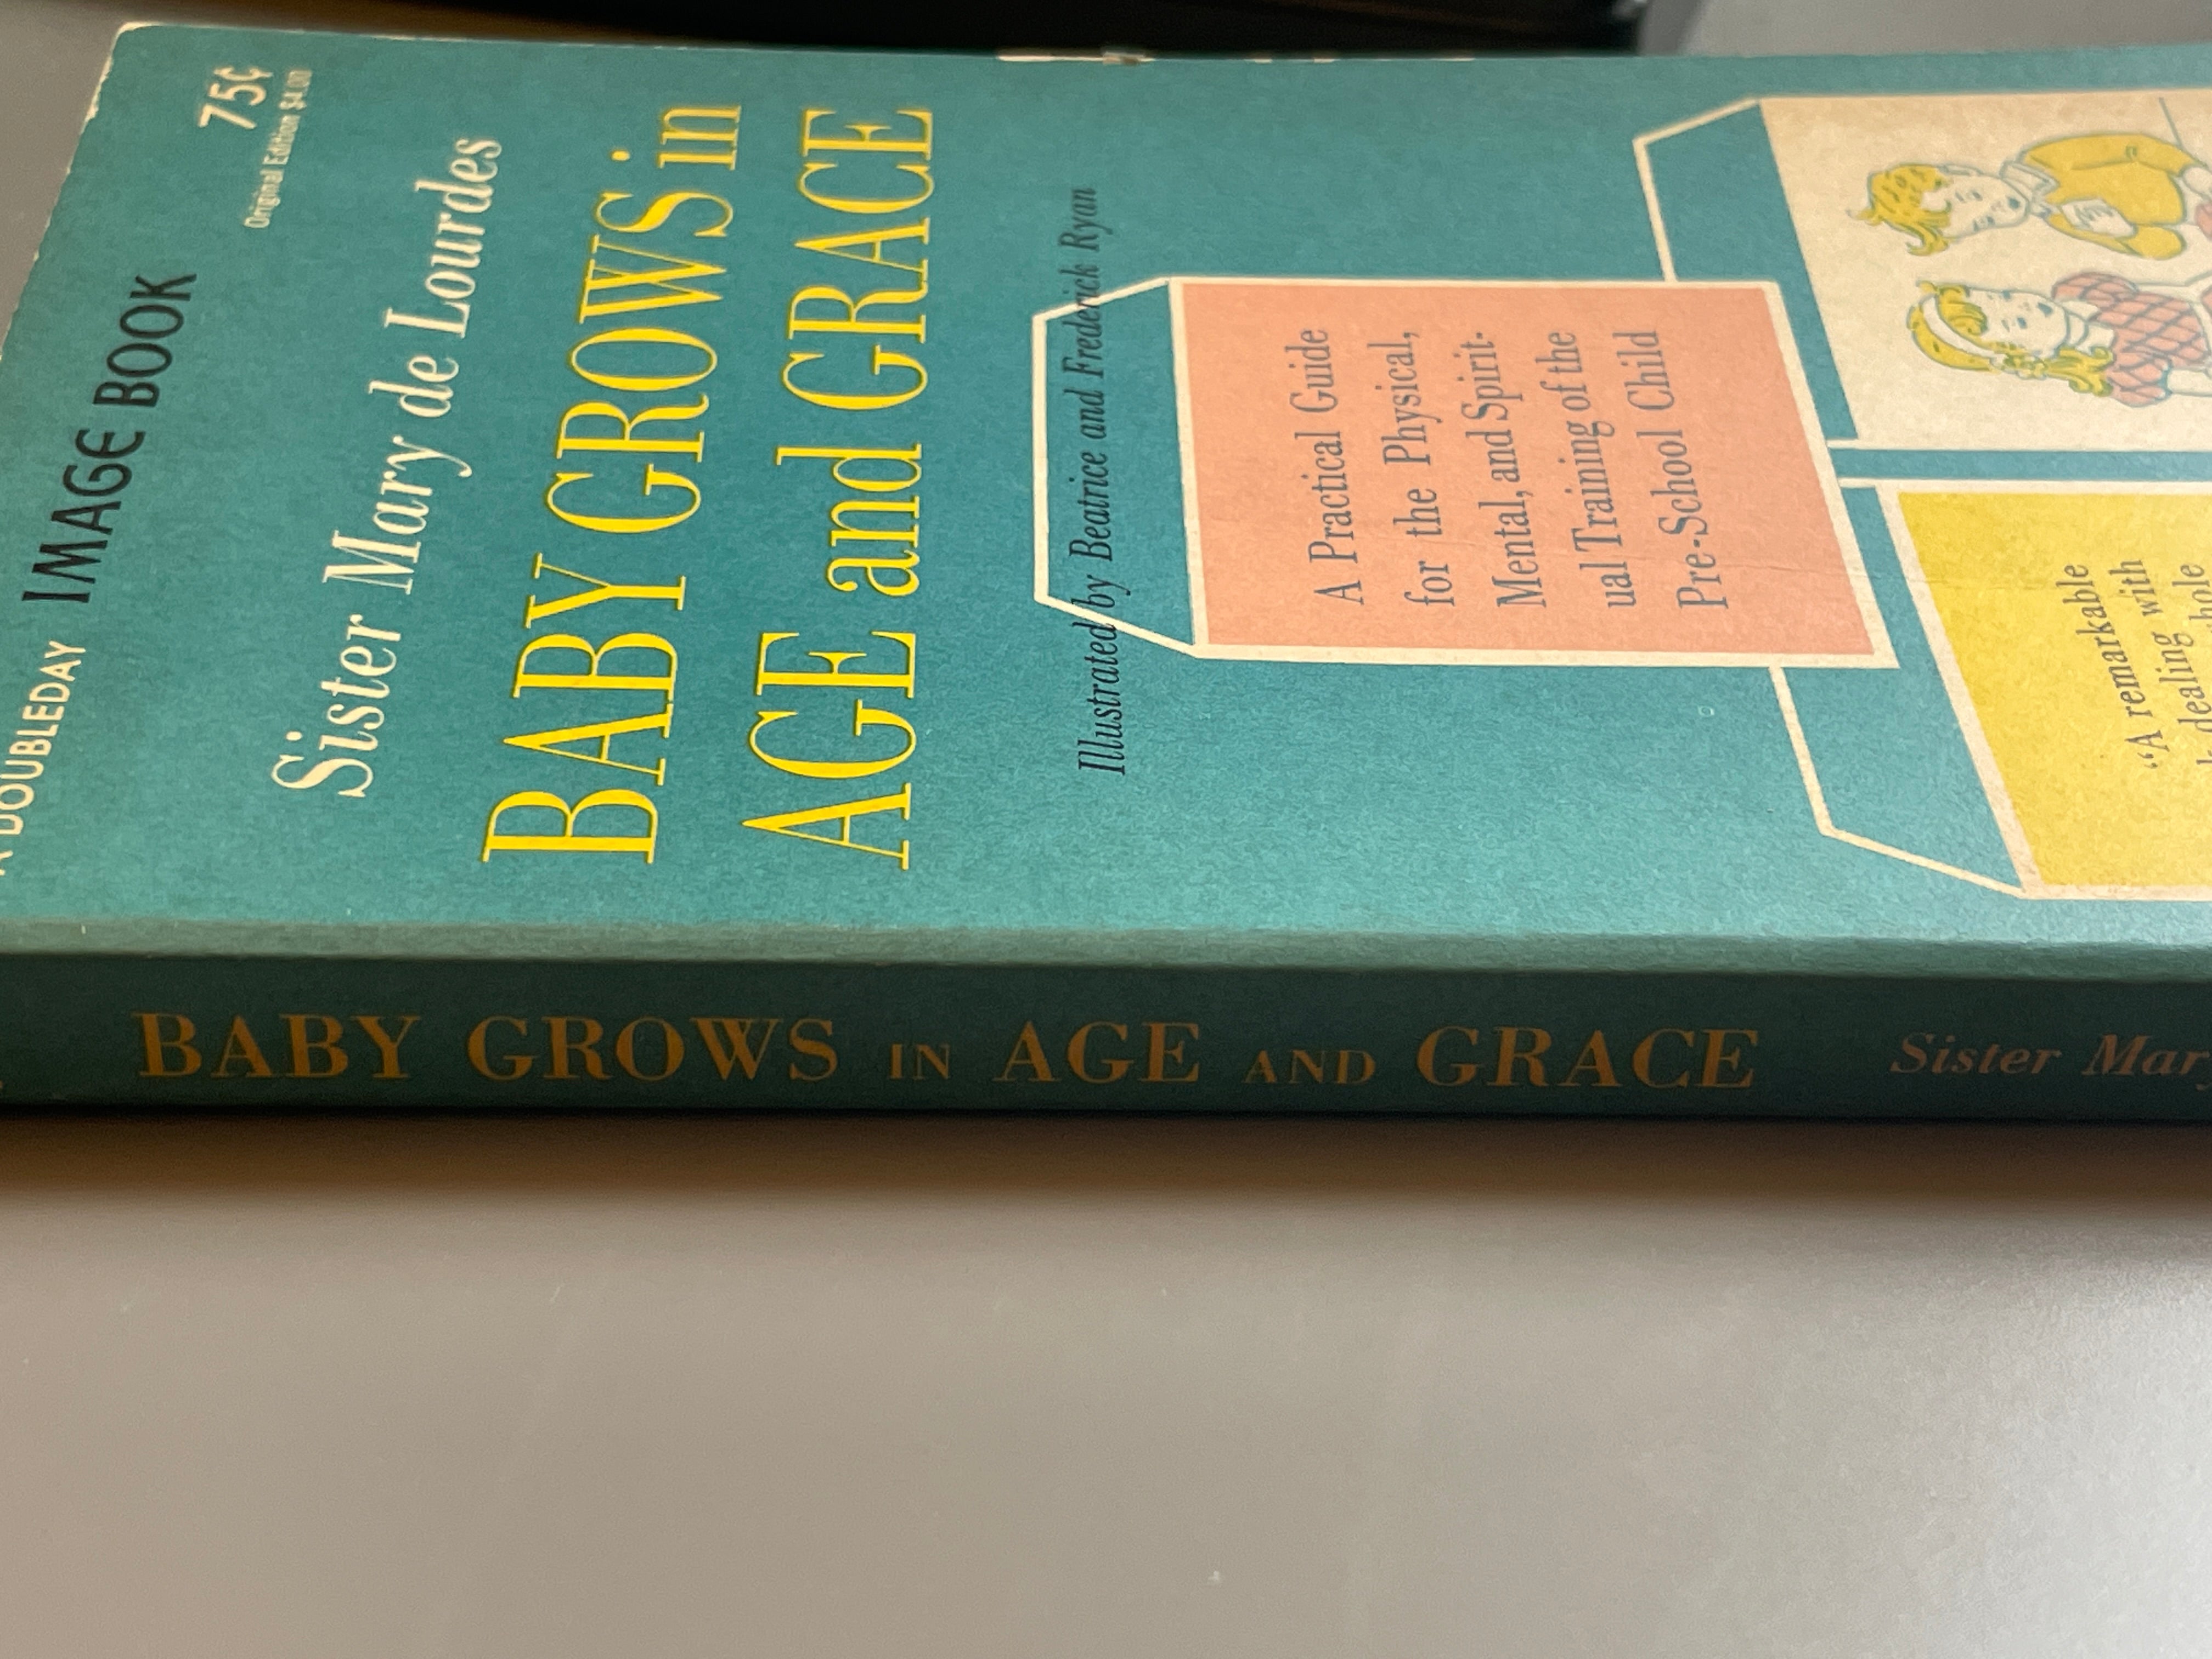 A DOUBLEDAY IMAGE BOOK
75¢
Original Edition $4.00
Sister Mary de Lourdes
BABY GROWS in
AGE and GRACE
Illustrated by Beatrice and Frederick Ryan
A Practical Guide
for the Physical,
Mental, and Spirit-
ual Training of the
Pre-School Child
“A remarkable
dealing with
BABY GROWS IN AGE AND GRACE Sister Mary